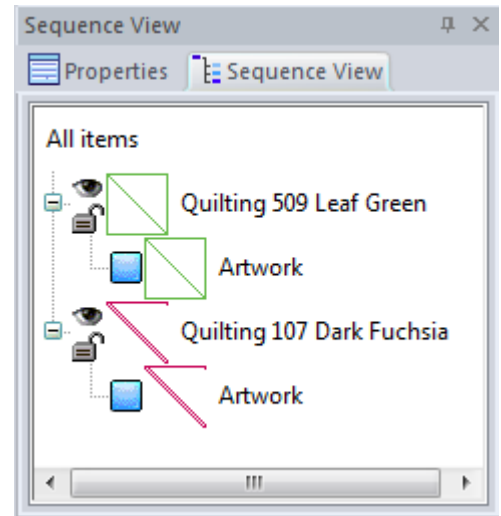 Sequence View
Properties Sequence View
All items
Quilting 509 Leaf Green
Artwork
Quilting 107 Dark Fuchsia
Artwork